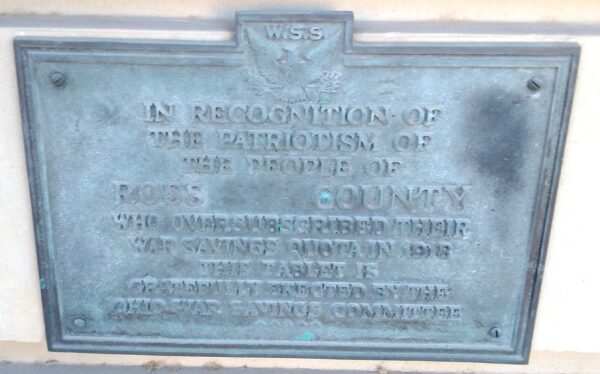 W.S.S
IN RECOGNITION OF
THE PATRIOTISM OF
THE PEOPLE OF
ROSS COUNTY
WHO OVERSUBSCRIBED THEIR
WAR SAVINGS QUOTA IN 1918
THIS TABLET IS
GRATEFULLY ERECTED BY THE
OHIO WAR SAVINGS COMMITTEE